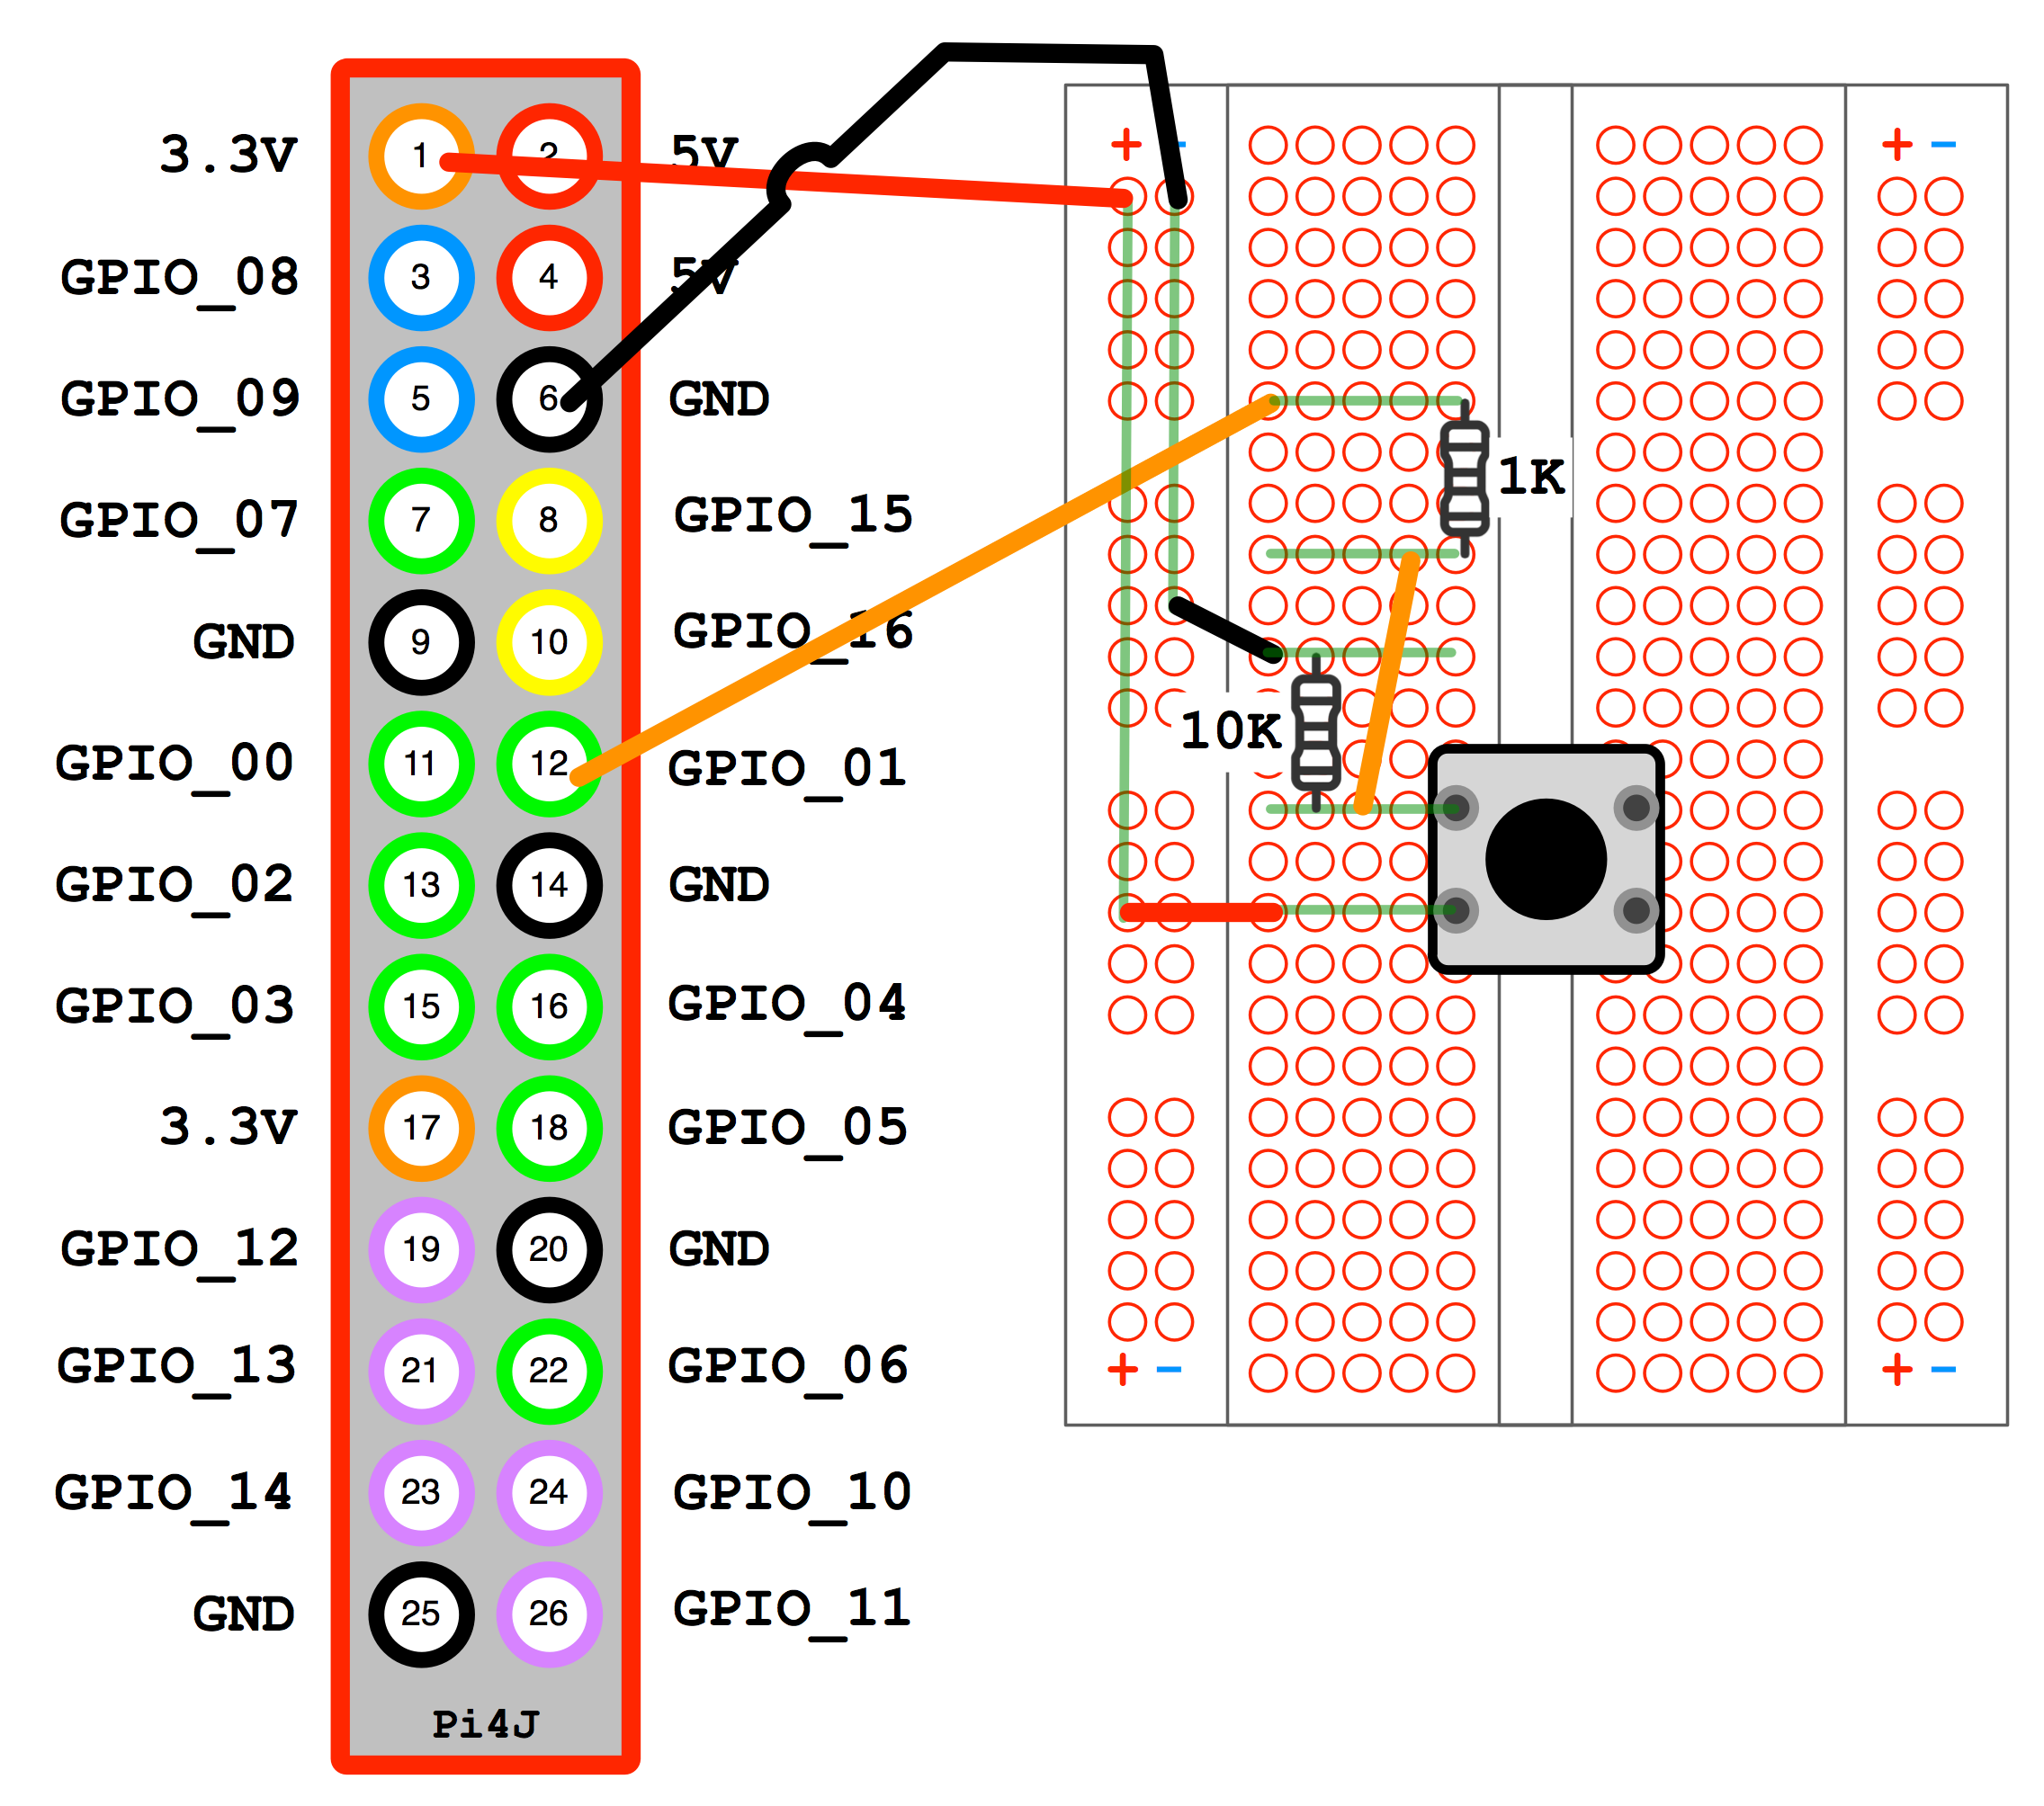 3.3V 1 2 5V
GPIO_08 3 4 5V
GPIO_09 5 6 GND
GPIO_07 7 8 GPIO_15
GND 9 10 GPIO_16
GPIO_00 11 12 GPIO_01
GPIO_02 13 14 GND
GPIO_03 15 16 GPIO_04
3.3V 17 18 GPIO_05
GPIO_12 19 20 GND
GPIO_13 21 22 GPIO_06
GPIO_14 23 24 GPIO_10
GND 25 26 GPIO_11
Pi4J
+ - + -
1K
10K
+ - + -